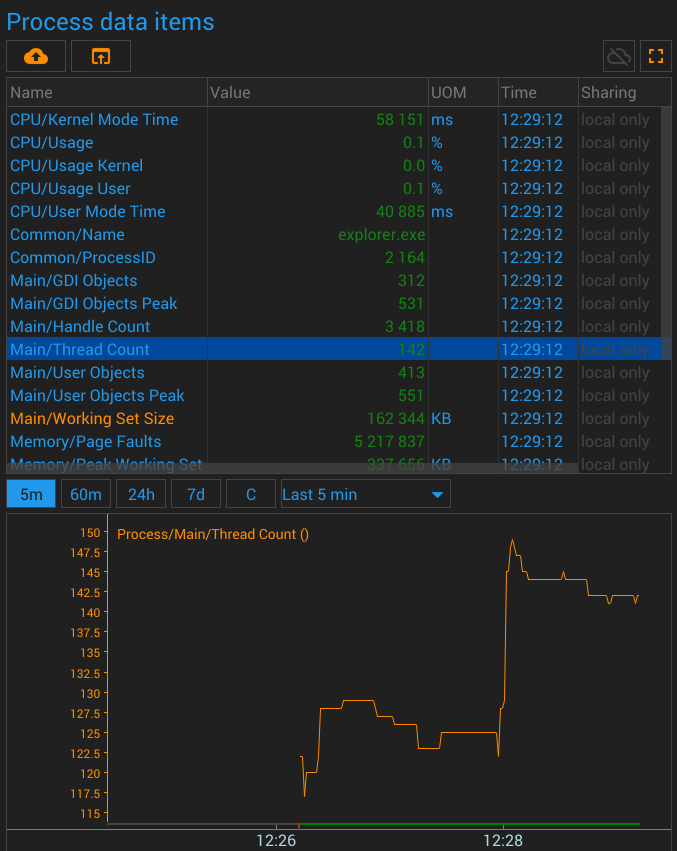 Process data items
Name Value UOM Time Sharing
CPU/Kernel Mode Time 58 151 ms 12:29:12 local only
CPU/Usage 0.1 % 12:29:12 local only
CPU/Usage Kernel 0.0 % 12:29:12 local only
CPU/Usage User 0.1 % 12:29:12 local only
CPU/User Mode Time 40 885 ms 12:29:12 local only
Common/Name explorer.exe 12:29:12 local only
Common/ProcessID 2 164 12:29:12 local only
Main/GDI Objects 312 12:29:12 local only
Main/GDI Objects Peak 531 12:29:12 local only
Main/Handle Count 3 418 12:29:12 local only
Main/Thread Count 142 12:29:12 local only
Main/User Objects 413 12:29:12 local only
Main/User Objects Peak 551 12:29:12 local only
Main/Working Set Size 162 344 KB 12:29:12 local only
Memory/Page Faults 5 217 837 12:29:12 local only
Memory/Peak Working Set 337 656 KB 12:29:12 local only
5m 60m 24h 7d C Last 5 min
Process/Main/Thread Count ()
150
147.5
145
142.5
140
137.5
135
132.5
130
127.5
125
122.5
120
117.5
115
12:26 12:28